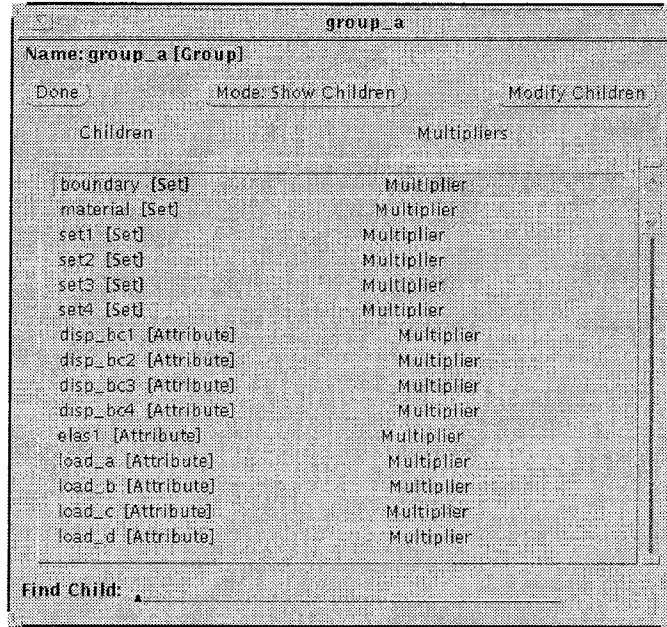 group_a
Name: group_a [Group]
Done Mode: Show Children Modify Children
Children Multipliers
boundary [Set] Multiplier
material [Set] Multiplier
set1 [Set] Multiplier
set2 [Set] Multiplier
set3 [Set] Multiplier
set4 [Set] Multiplier
disp_bc1 [Attribute] Multiplier
disp_bc2 [Attribute] Multiplier
disp_bc3 [Attribute] Multiplier
disp_bc4 [Attribute] Multiplier
elas1 [Attribute] Multiplier
load_a [Attribute] Multiplier
load_b [Attribute] Multiplier
load_c [Attribute] Multiplier
load_d [Attribute] Multiplier
Find Child: